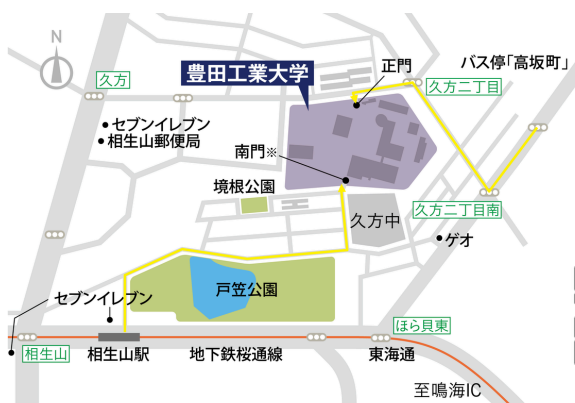 N
久方
豊田工業大学
正門
バス停「高坂町」
久方二丁目
セブンイレブン
相生山郵便局
南門※
境根公園
久方中
久方二丁目南
ゲオ
戸笠公園
セブンイレブン
ほら貝東
相生山
相生山駅
地下鉄桜通線
東海通
至鳴海IC